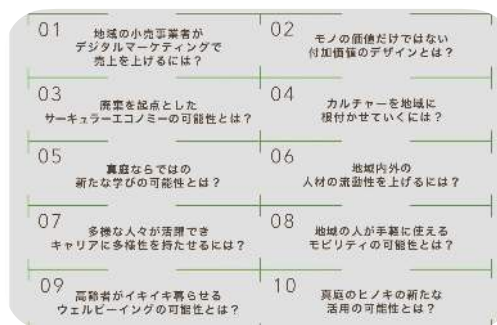 01
地域の小売事業者が
デジタルマーケティングで
売上を上げるには？
02
モノの価値だけではない
付加価値のデザインとは？
03
廃棄を起点とした
サーキュラーエコノミーの可能性とは？
04
カルチャーを地域に
根付かせていくには？
05
真庭ならではの
新たな学びの可能性とは？
06
地域内外の
人材の流動性を上げるには？
07
多様な人々が活躍でき
キャリアに多様性を持たせるには？
08
地域の人が手軽に使える
モビリティの可能性とは？
09
高齢者がイキイキ暮らせる
ウェルビーイングの可能性とは？
10
真庭のヒノキの新たな
活用の可能性とは？